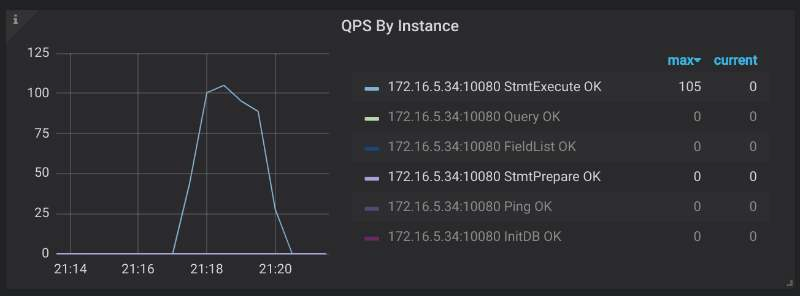 i
QPS By Instance
max current
172.16.5.34:10080 StmtExecute OK 105 0
172.16.5.34:10080 Query OK 0 0
172.16.5.34:10080 FieldList OK 0 0
172.16.5.34:10080 StmtPrepare OK 0 0
172.16.5.34:10080 Ping OK 0 0
172.16.5.34:10080 InitDB OK 0 0
125
100
75
50
25
0
21:14 21:16 21:18 21:20